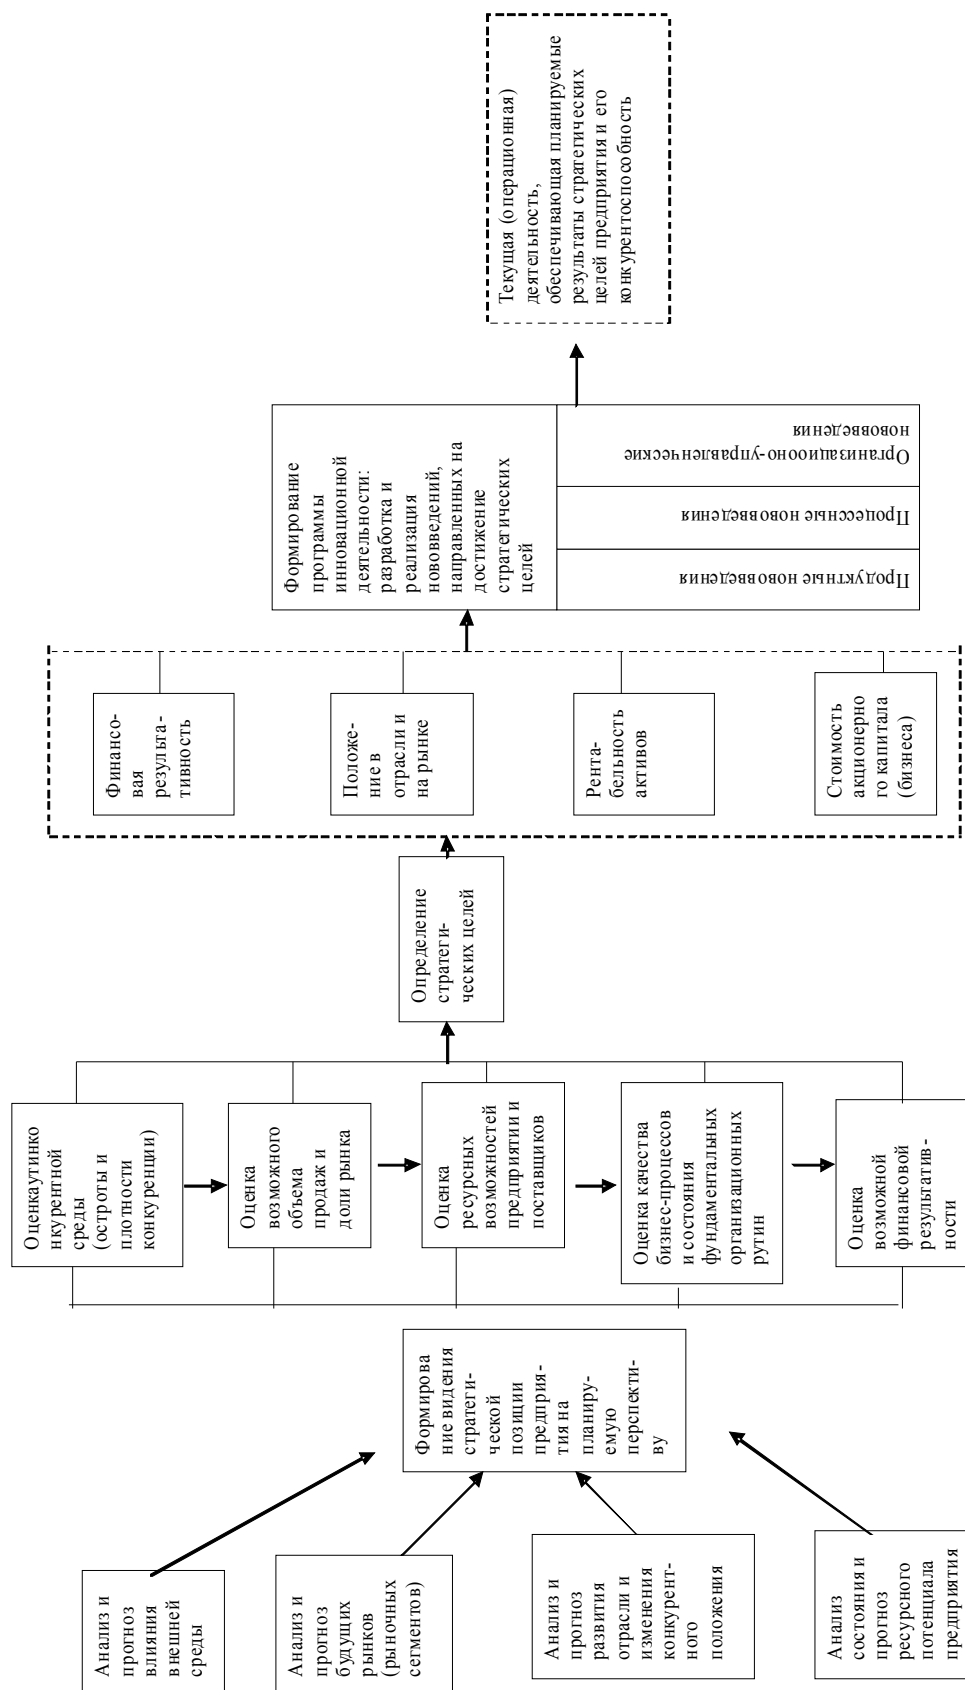 Анализ и
прогноз
влияния
внешней
среды
Анализ и
прогноз
будущих
рынков
(рыночных
сегментов)
Анализ и
прогноз
развития
отрасли и
изменения
конкурент-
ного
положения
Анализ
состояния и
прогноз
ресурсного
потенциала
предприятия
Формирова
ние видения
стратеги-
ческой
позиции
предприя-
тия на
планиру-
емую
перспекти-
ву
Оценкаутинко
нкурентной
среды
(остроты и
плотности
конкуренции)
Оценка
возможного
объема
продаж и
доли рынка
Оценка
ресурсных
возможностей
предприятии и
поставщиков
Оценка качества
бизнес-процессов
и состояния
фундаментальных
организационных
рутин
Оценка
возможной
финансовой
результатив-
ности
Определение
стратеги-
ческих целей
Финансо-
вая
результа-
тивность
Положе-
ние в
отрасли и
на рынке
Рента-
бельность
активов
Стоимость
акционерно
го капитала
(бизнеса)
Формирование
программы
инновационной
деятельности:
разработка и
реализация
нововведений,
направленных на
достижение
стратегических
целей
Продуктные нововведения
Процессные нововведения
Организациооно-управленческие
нововведения
Текущая (операционная)
деятельность,
обеспечивающая планируемые
результаты стратегических
целей предприятия и его
конкурентоспособность